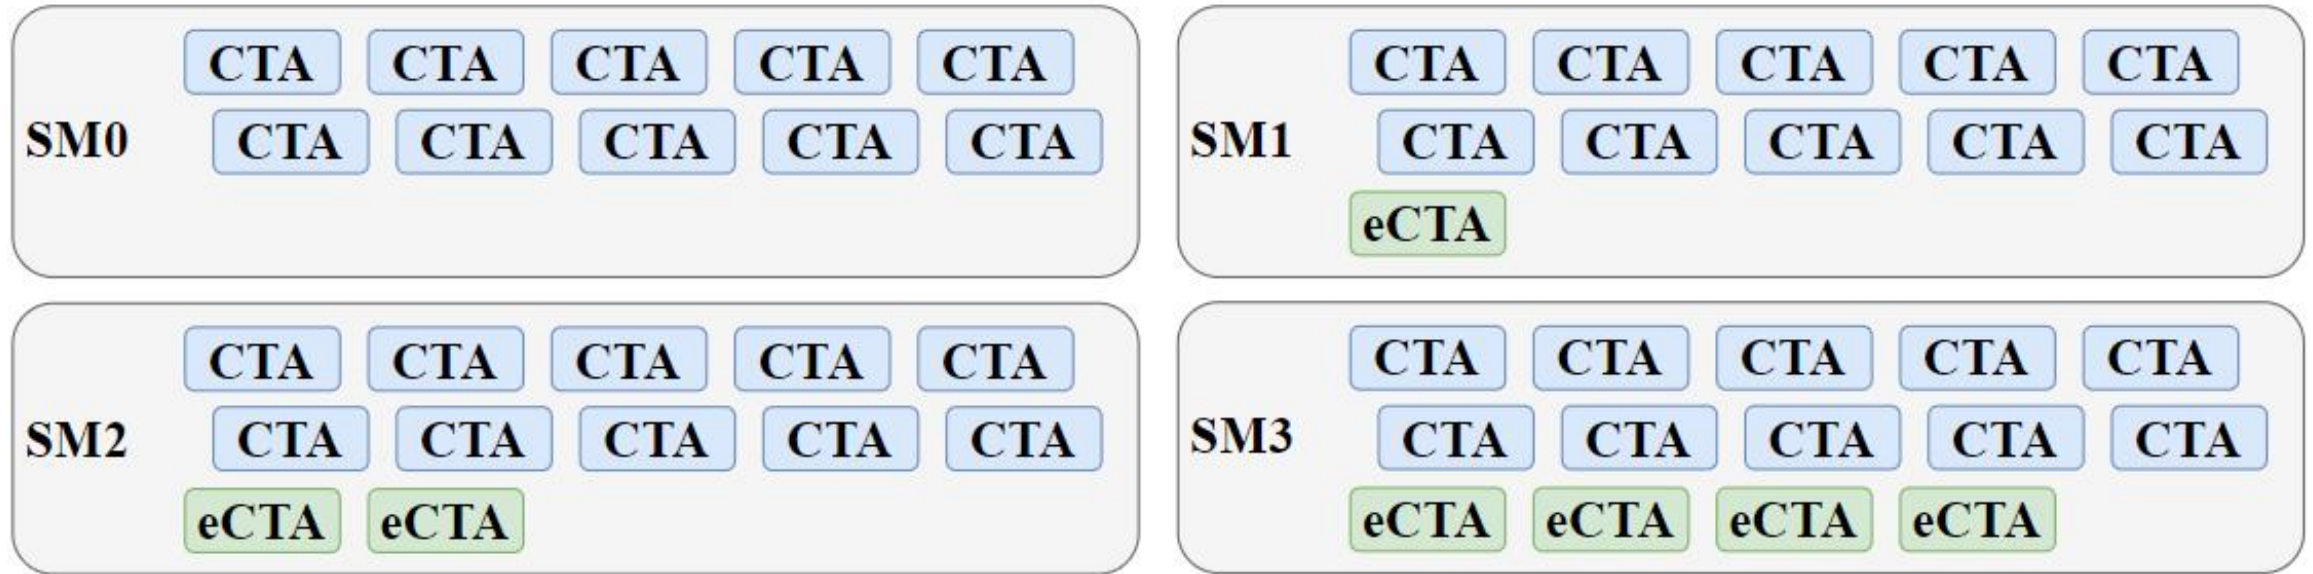 CTA CTA CTA CTA CTA
SM0 CTA CTA CTA CTA CTA
CTA CTA CTA CTA CTA
SM1 CTA CTA CTA CTA CTA
eCTA
CTA CTA CTA CTA CTA
SM2 CTA CTA CTA CTA CTA
eCTA eCTA
CTA CTA CTA CTA CTA
SM3 CTA CTA CTA CTA CTA
eCTA eCTA eCTA eCTA